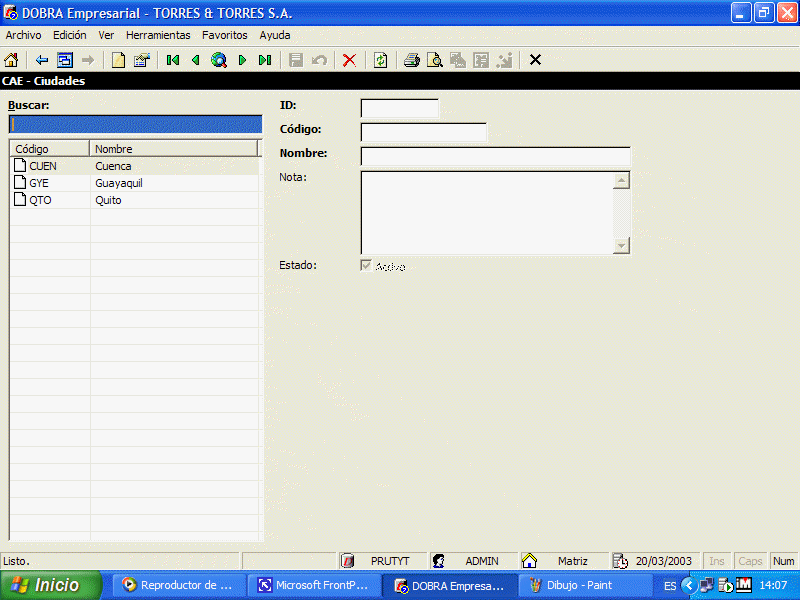 DOBRA Empresarial - TORRES & TORRES S.A.
Archivo Edición Ver Herramientas Favoritos Ayuda
CAE - Ciudades
Buscar:
Código Nombre
CUEN Cuenca
GYE Guayaquil
QTO Quito
ID:
Código:
Nombre:
Nota:
Estado: Activo
Listo. PRUTYT ADMIN Matriz 20/03/2003 Ins Caps Num
Inicio Reproductor de ... Microsoft FrontP... DOBRA Empresa... Dibujo - Paint ES 14:07